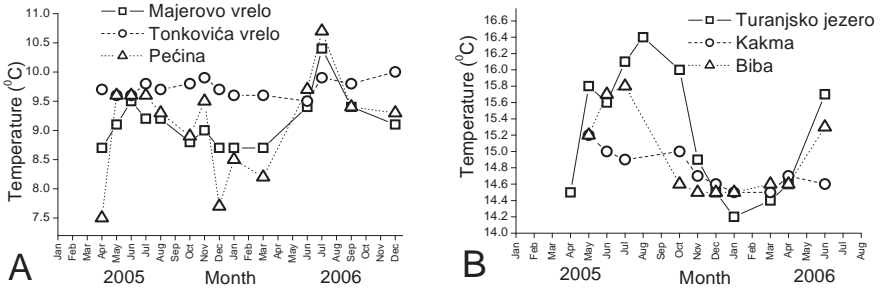 Majerovo vrelo
Tonkovića vrelo
Pećina
Temperature (⁰C)
11.0
10.5
10.0
9.5
9.0
8.5
8.0
7.5
Jan Feb Mar Apr May Jun Jul Aug Sep Oct Nov Dec Jan Feb Mar Apr May Jun Jul Aug Sep Oct Nov Dec
A 2005 Month 2006
Turanjsko jezero
Kakma
Biba
Temperature (⁰C)
16.6
16.4
16.2
16.0
15.8
15.6
15.4
15.2
15.0
14.8
14.6
14.4
14.2
14.0
Jan Feb Mar Apr May Jun Jul Aug Sep Oct Nov Dec Jan Feb Mar Apr May Jun Jul Aug
B 2005 Month 2006